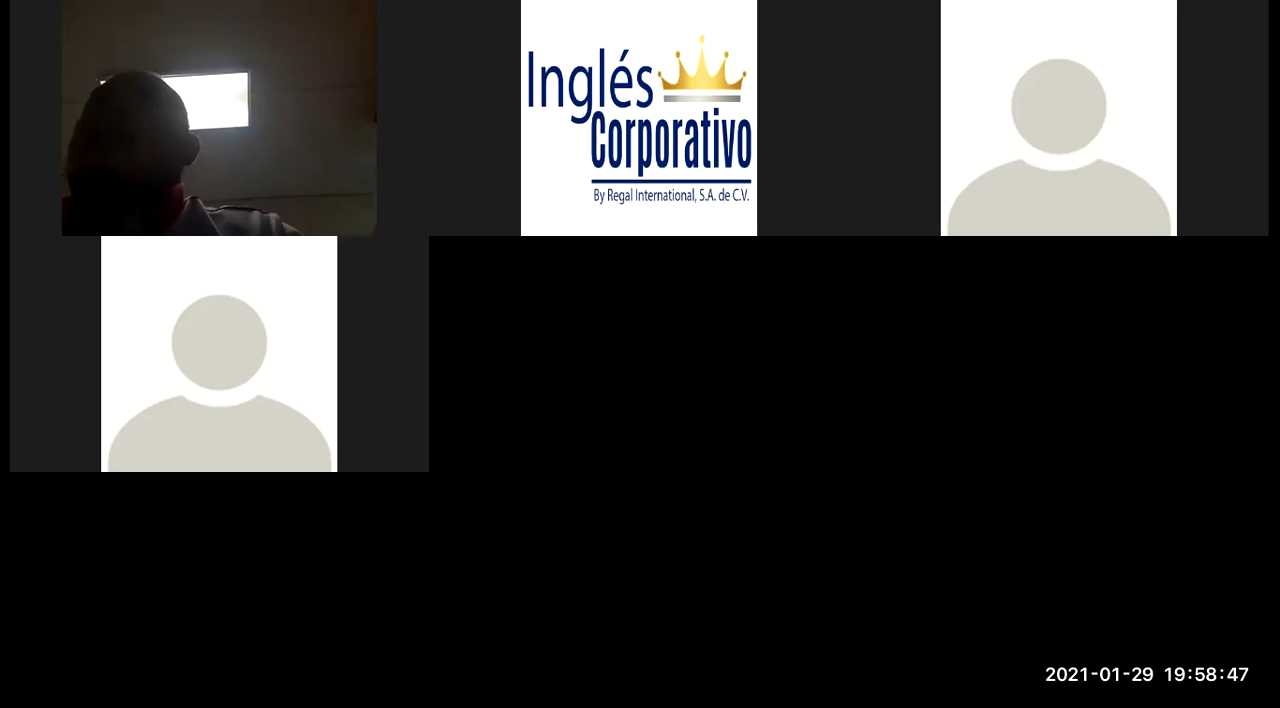 Inglés
Corporativo
By Regal International, S.A. de C.V.
2021-01-29 19:58:47